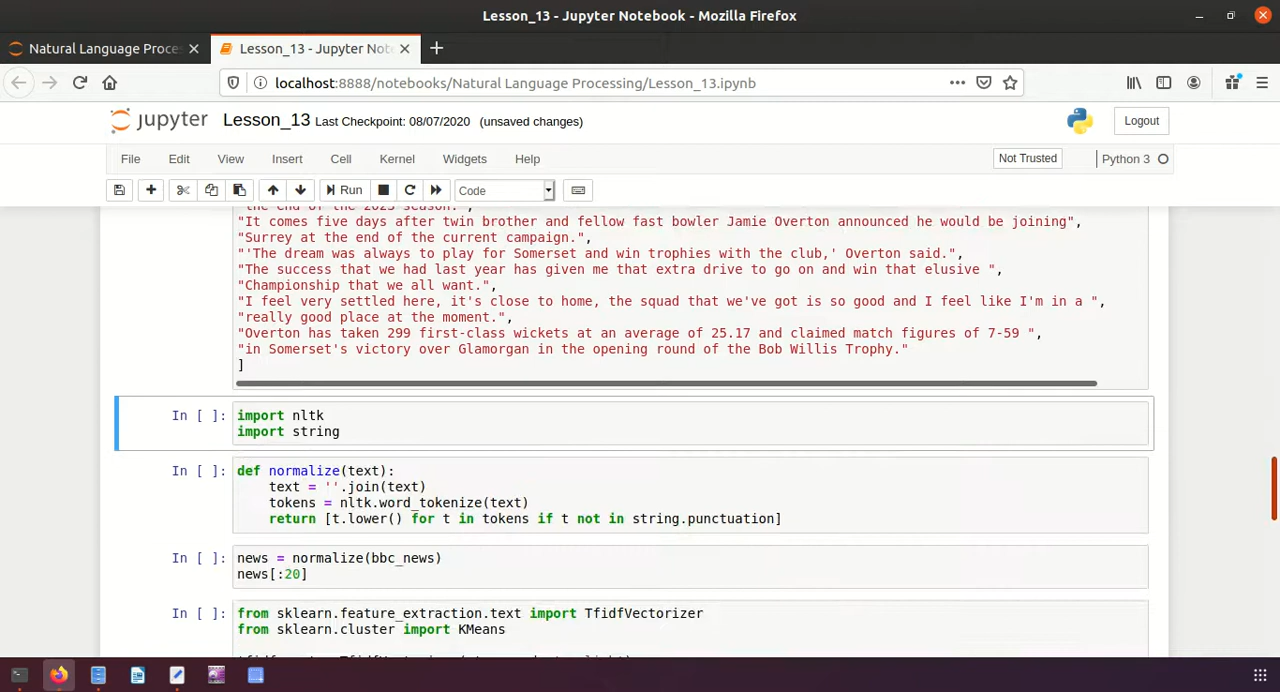 Lesson_13 - Jupyter Notebook - Mozilla Firefox
Natural Language Proces
Lesson_13 - Jupyter Note
localhost:8888/notebooks/Natural Language Processing/Lesson_13.ipynb
jupyter Lesson_13 Last Checkpoint: 08/07/2020 (unsaved changes)
Logout
File Edit View Insert Cell Kernel Widgets Help
Not Trusted
Python 3
Run
Code
"the end of the 2023 season.",
"It comes five days after twin brother and fellow fast bowler Jamie Overton announced he would be joining",
"Surrey at the end of the current campaign.",
"'The dream was always to play for Somerset and win trophies with the club,' Overton said.",
"The success that we had last year has given me that extra drive to go on and win that elusive ",
"Championship that we all want.",
"I feel very settled here, it's close to home, the squad that we've got is so good and I feel like I'm in a ",
"really good place at the moment.",
"Overton has taken 299 first-class wickets at an average of 25.17 and claimed match figures of 7-59 ",
"in Somerset's victory over Glamorgan in the opening round of the Bob Willis Trophy."
]
In [ ]:
import nltk
import string
In [ ]:
def normalize(text):
text = ''.join(text)
tokens = nltk.word_tokenize(text)
return [t.lower() for t in tokens if t not in string.punctuation]
In [ ]:
news = normalize(bbc_news)
news[:20]
In [ ]:
from sklearn.feature_extraction.text import TfidfVectorizer
from sklearn.cluster import KMeans